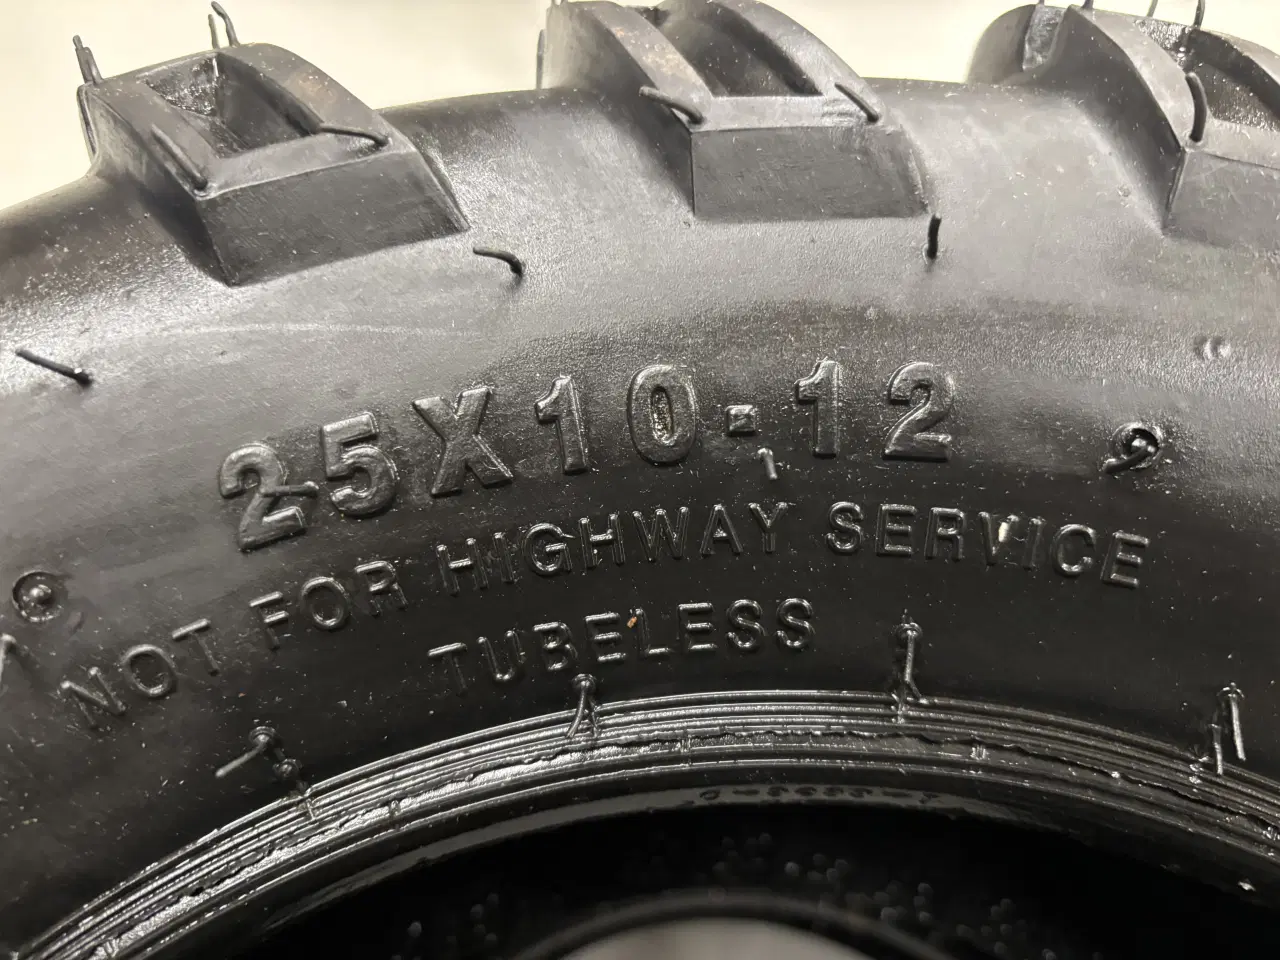 25X10-12
NOT FOR HIGHWAY SERVICE
TUBELESS